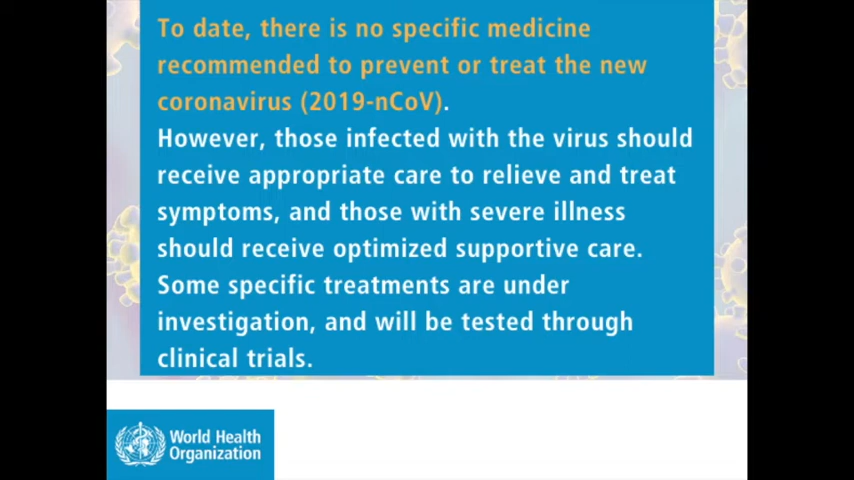 To date, there is no specific medicine
recommended to prevent or treat the new
coronavirus (2019-nCoV).
However, those infected with the virus should
receive appropriate care to relieve and treat
symptoms, and those with severe illness
should receive optimized supportive care.
Some specific treatments are under
investigation, and will be tested through
clinical trials.
World Health
Organization